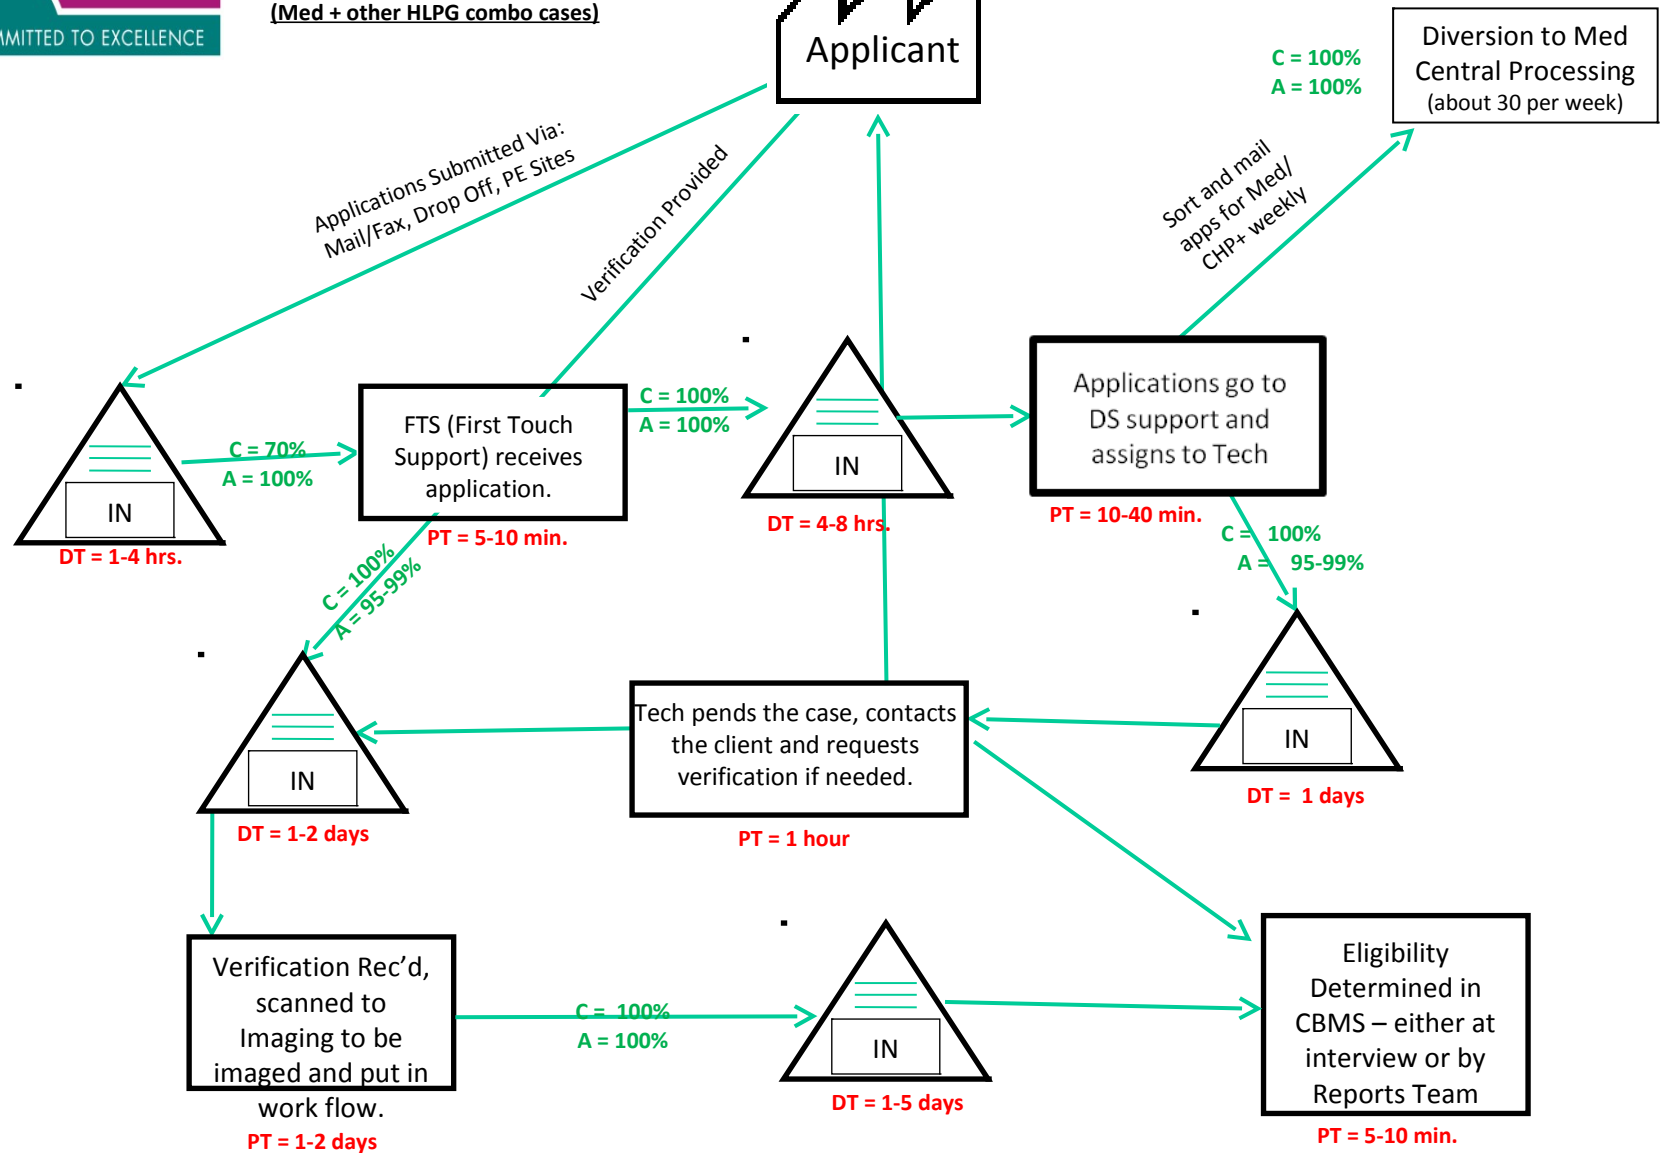 (Med + other HLPG combo cases)
MMITTED TO EXCELLENCE
Applicant
C = 100%
A = 100%
Diversion to Med
Central Processing
(about 30 per week)
Applications Submitted Via:
Mail/Fax, Drop Off, PE Sites
Verification Provided
Sort and mail
apps for Med/
CHP+ weekly
IN
DT = 1-4 hrs.
C = 70%
A = 100%
FTS (First Touch
Support) receives
application.
PT = 5-10 min.
C = 100%
A = 100%
IN
DT = 4-8 hrs.
Applications go to
DS support and
assigns to Tech
PT = 10-40 min.
C = 100%
A = 95-99%
C = 100%
A = 95-99%
IN
DT = 1-2 days
Tech pends the case, contacts
the client and requests
verification if needed.
PT = 1 hour
IN
DT = 1 days
Verification Rec’d,
scanned to
Imaging to be
imaged and put in
work flow.
PT = 1-2 days
C = 100%
A = 100%
IN
DT = 1-5 days
Eligibility
Determined in
CBMS – either at
interview or by
Reports Team
PT = 5-10 min.